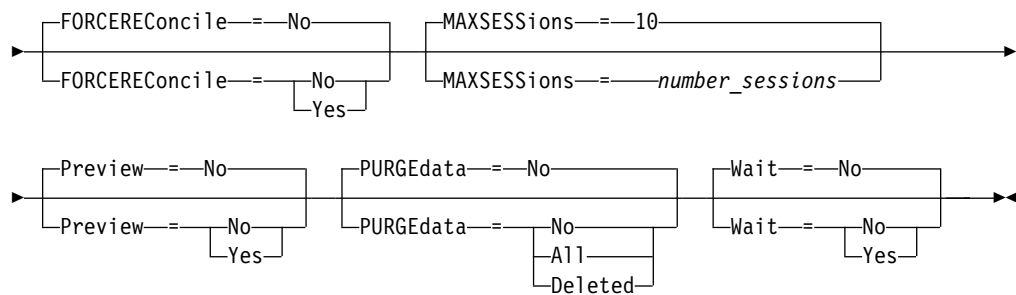 FORCEREConcile = No MAXSESSions = 10
FORCEREConcile = No MAXSESSions = number_sessions
Yes
Preview = No PURGEdata = No Wait = No
Preview = No PURGEdata = No Wait = No
Yes All Yes
Deleted